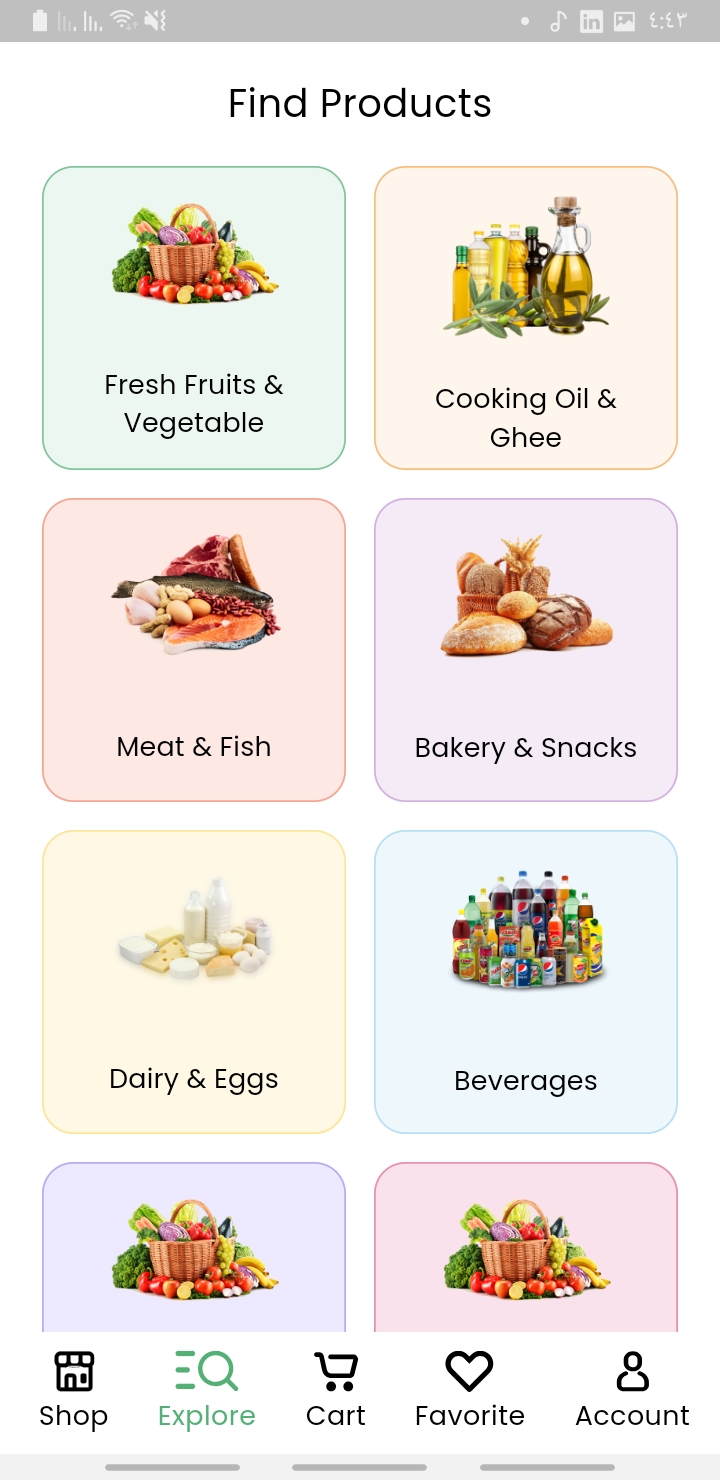 ٤:٤٣
Find Products
Fresh Fruits &
Vegetable
Cooking Oil &
Ghee
Meat & Fish
Bakery & Snacks
Dairy & Eggs
Beverages
Shop
Explore
Cart
Favorite
Account